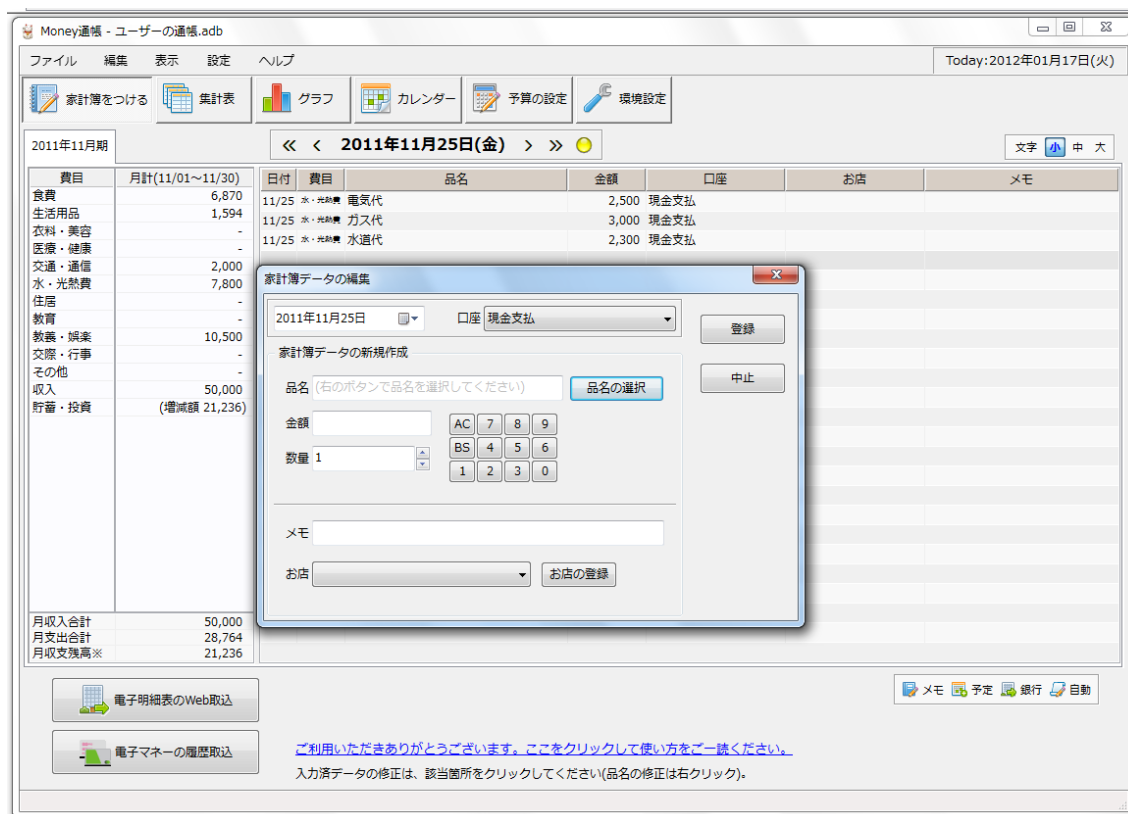 Money通帳 - ユーザーの通帳.adb
ファイル 編集 表示 設定 ヘルプ Today:2012年01月17日(火)
家計簿をつける 集計表 グラフ カレンダー 予算の設定 環境設定
2011年11月期 « ‹ 2011年11月25日(金) › » 文字 小 中 大
費目 月計(11/01～11/30) 日付 費目 品名 金額 口座 お店 メモ
食費 6,870
生活用品 1,594
衣料・美容 -
医療・健康 -
交通・通信 2,000
水・光熱費 7,800
住居 -
教育 -
教養・娯楽 10,500
交際・行事 -
その他 -
収入 50,000
貯蓄・投資 (増減額 21,236)
月収入合計 50,000
月支出合計 28,764
月収支残高※ 21,236
11/25 水・光熱費 電気代 2,500 現金支払
11/25 水・光熱費 ガス代 3,000 現金支払
11/25 水・光熱費 水道代 2,300 現金支払
家計簿データの編集
2011年11月25日 口座 現金支払 登録
家計簿データの新規作成
中止
品名 (右のボタンで品名を選択してください) 品名の選択
金額 AC 7 8 9
数量 1 BS 4 5 6
1 2 3 0
メモ
お店 お店の登録
電子明細表のWeb取込
メモ 予定 銀行 自動
電子マネーの履歴取込
ご利用いただきありがとうございます。ここをクリックして使い方をご一読ください。
入力済データの修正は、該当箇所をクリックしてください(品名の修正は右クリック)。